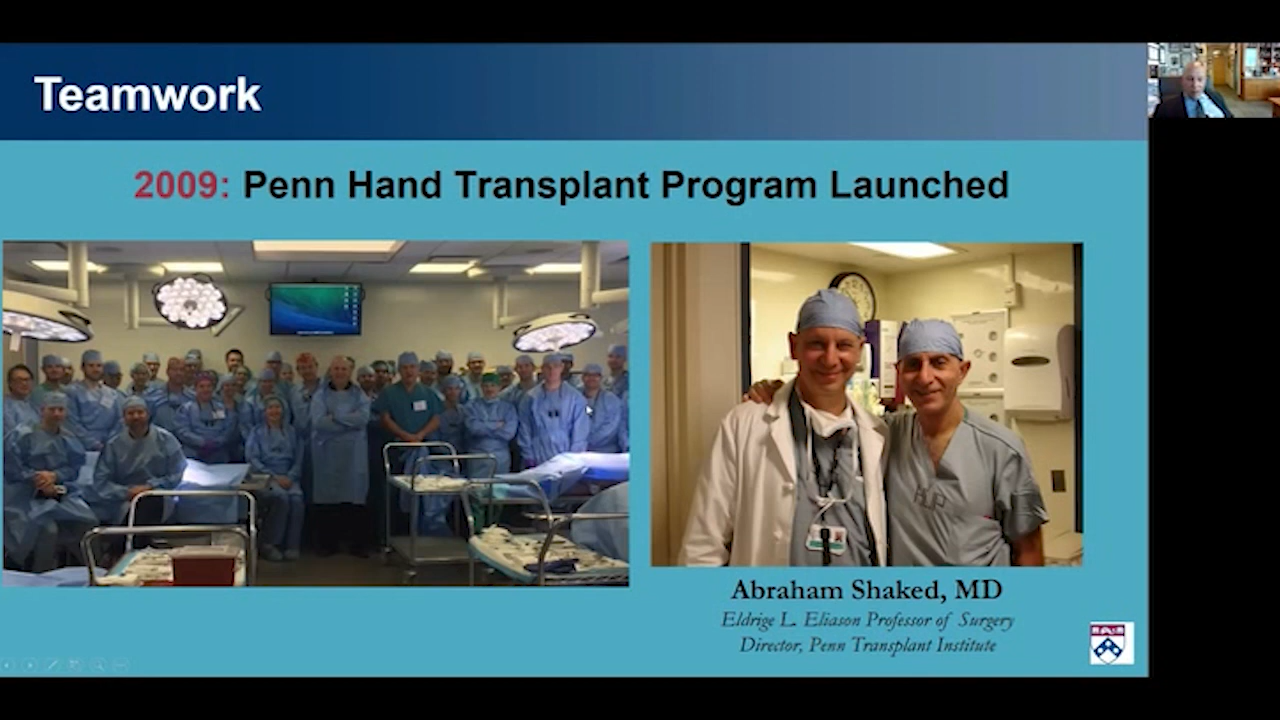 Teamwork
2009: Penn Hand Transplant Program Launched
Abraham Shaked, MD
Eldrige L. Eliason Professor of Surgery
Director, Penn Transplant Institute